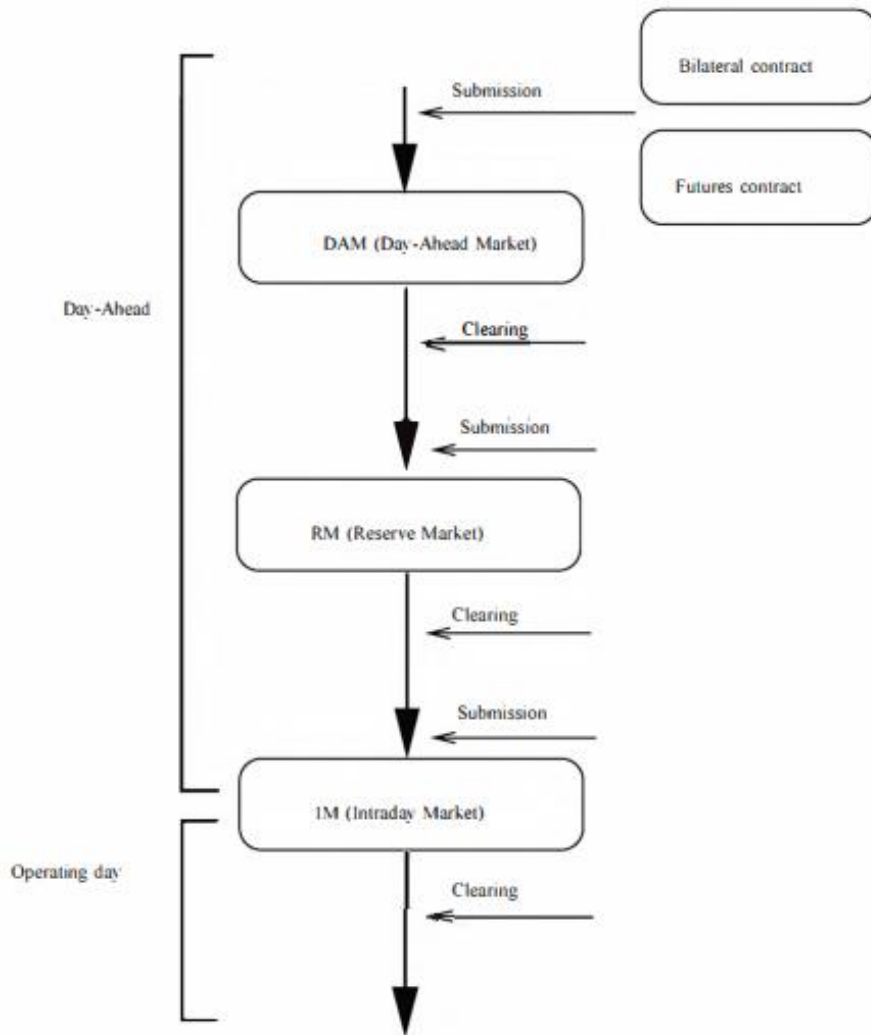 Bilateral contract
Submission
Futures contract
DAM (Day-Ahead Market)
Day-Ahead
Clearing
Submission
RM (Reserve Market)
Clearing
Submission
1M (Intraday Market)
Operating day
Clearing